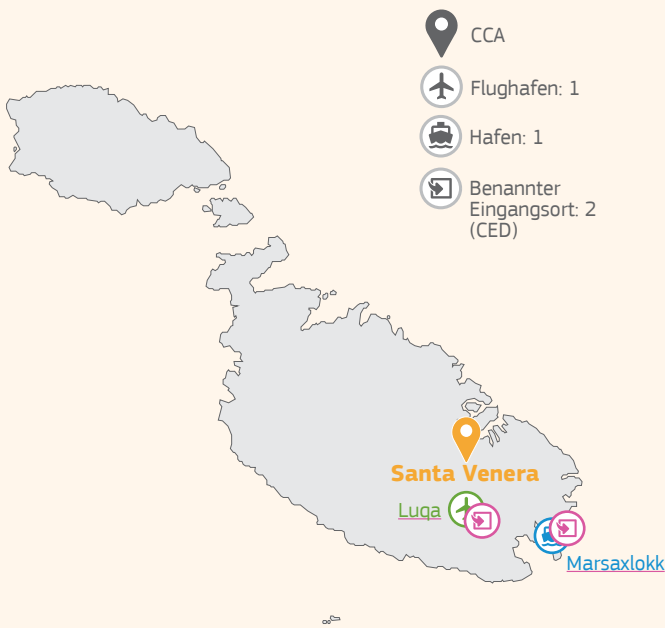 CCA
Flughafen: 1
Hafen: 1
Benannter
Eingangsort: 2
(CED)
Santa Venera
Luqa
Marsaxlokk